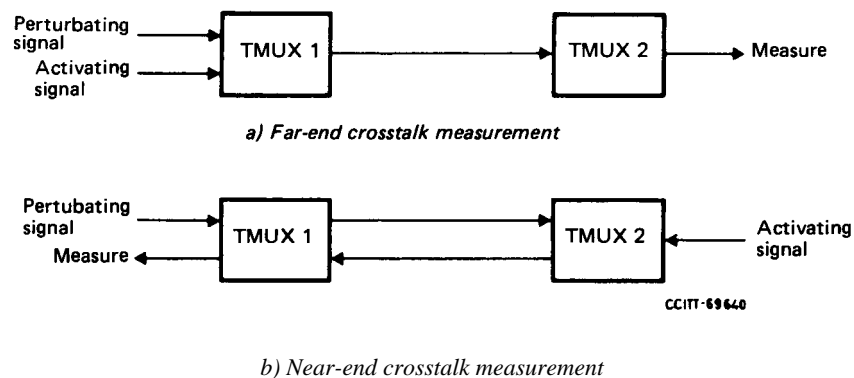 Perturbating
signal
Activating
signal
TMUX 1
TMUX 2
Measure
a) Far-end crosstalk measurement
Pertubating
signal
Measure
TMUX 1
TMUX 2
Activating
signal
CCITT-69640
b) Near-end crosstalk measurement